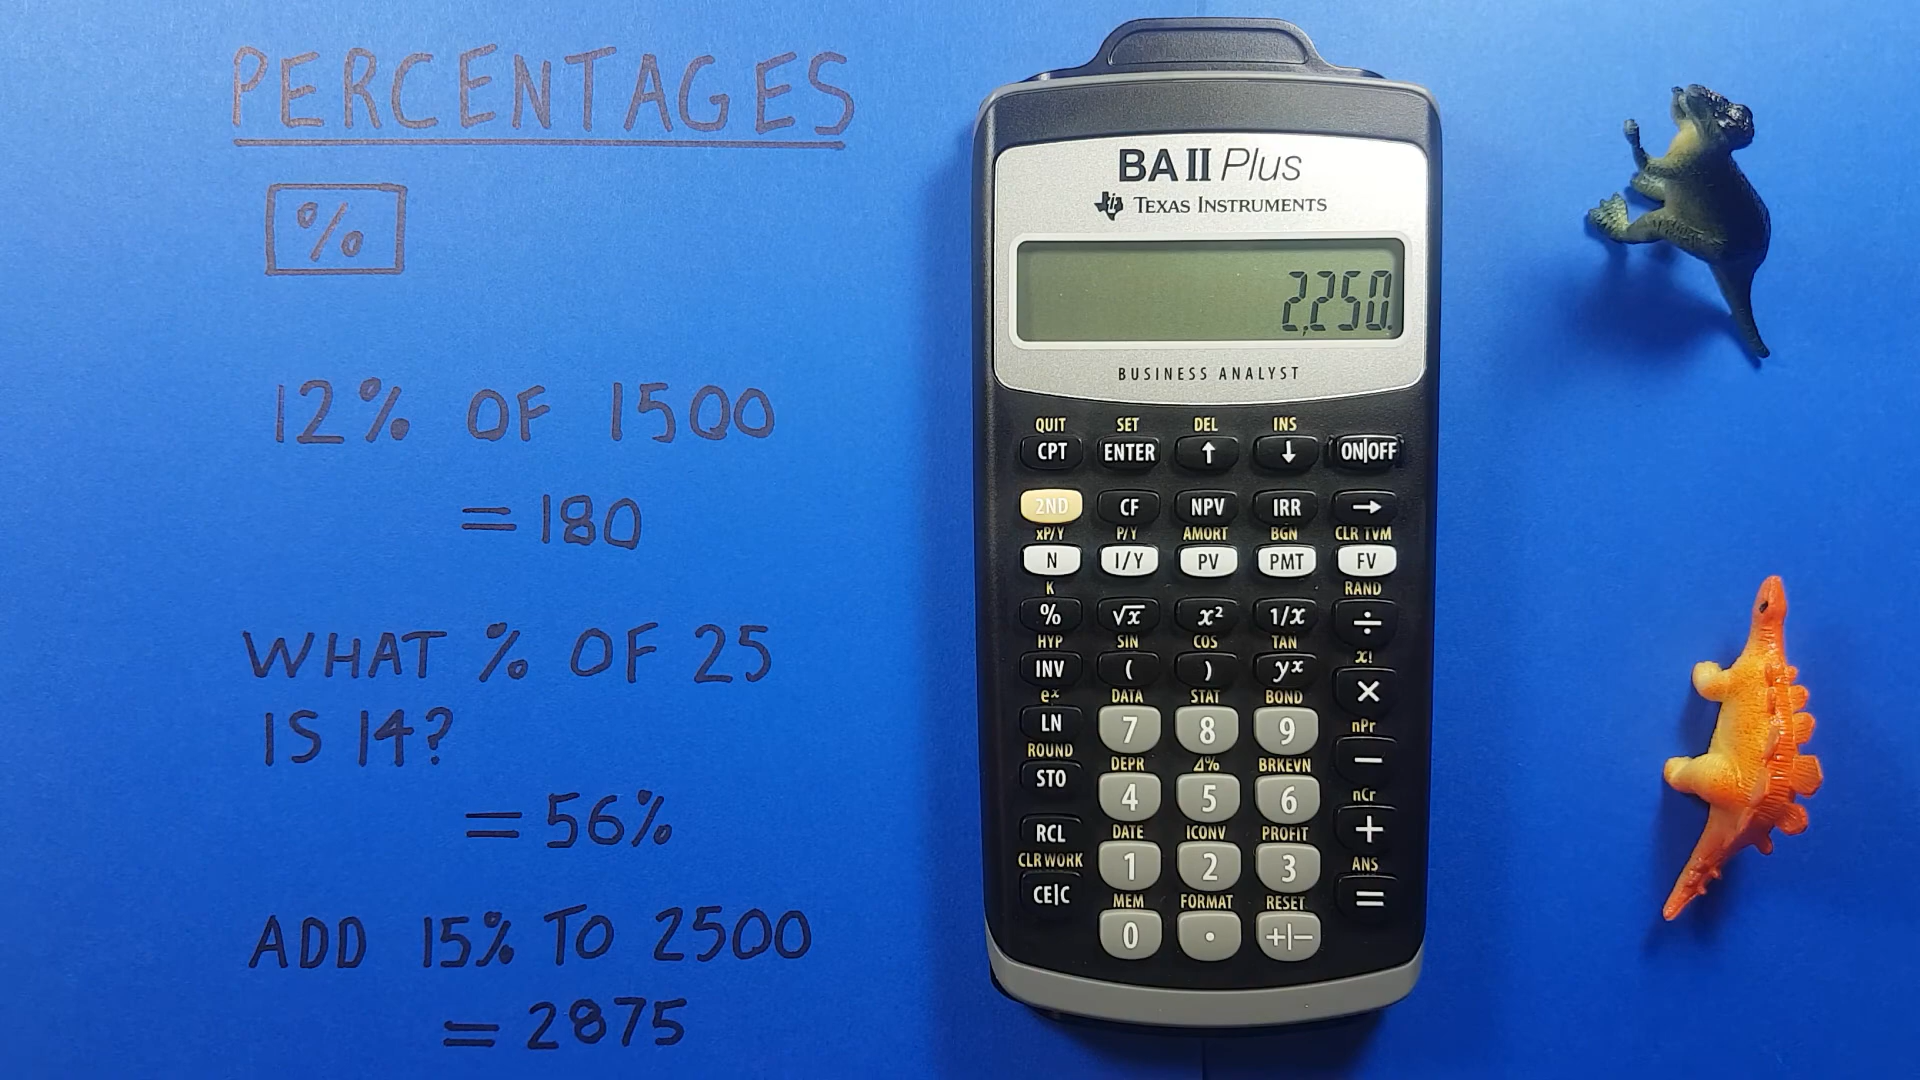 PERCENTAGES
%
12% OF 1500
= 180
WHAT % OF 25
IS 14?
= 56%
ADD 15% TO 2500
= 2875
BA II Plus
TEXAS INSTRUMENTS
2,250.
BUSINESS ANALYST
QUIT SET DEL INS
CPT ENTER ↑ ↓ ON|OFF
2ND CF NPV IRR →
xP/Y P/Y AMORT BGN CLR TVM
N I/Y PV PMT FV
K RAND
% √x x² 1/x ÷
HYP SIN COS TAN x!
INV ( ) yˣ ×
eˣ DATA STAT BOND nPr
LN 7 8 9 −
ROUND DEPR Δ% BRKEVN nCr
STO 4 5 6 +
DATE ICONV PROFIT
RCL 1 2 3
CLR WORK MEM FORMAT RESET ANS
CE|C 0 . +|− =